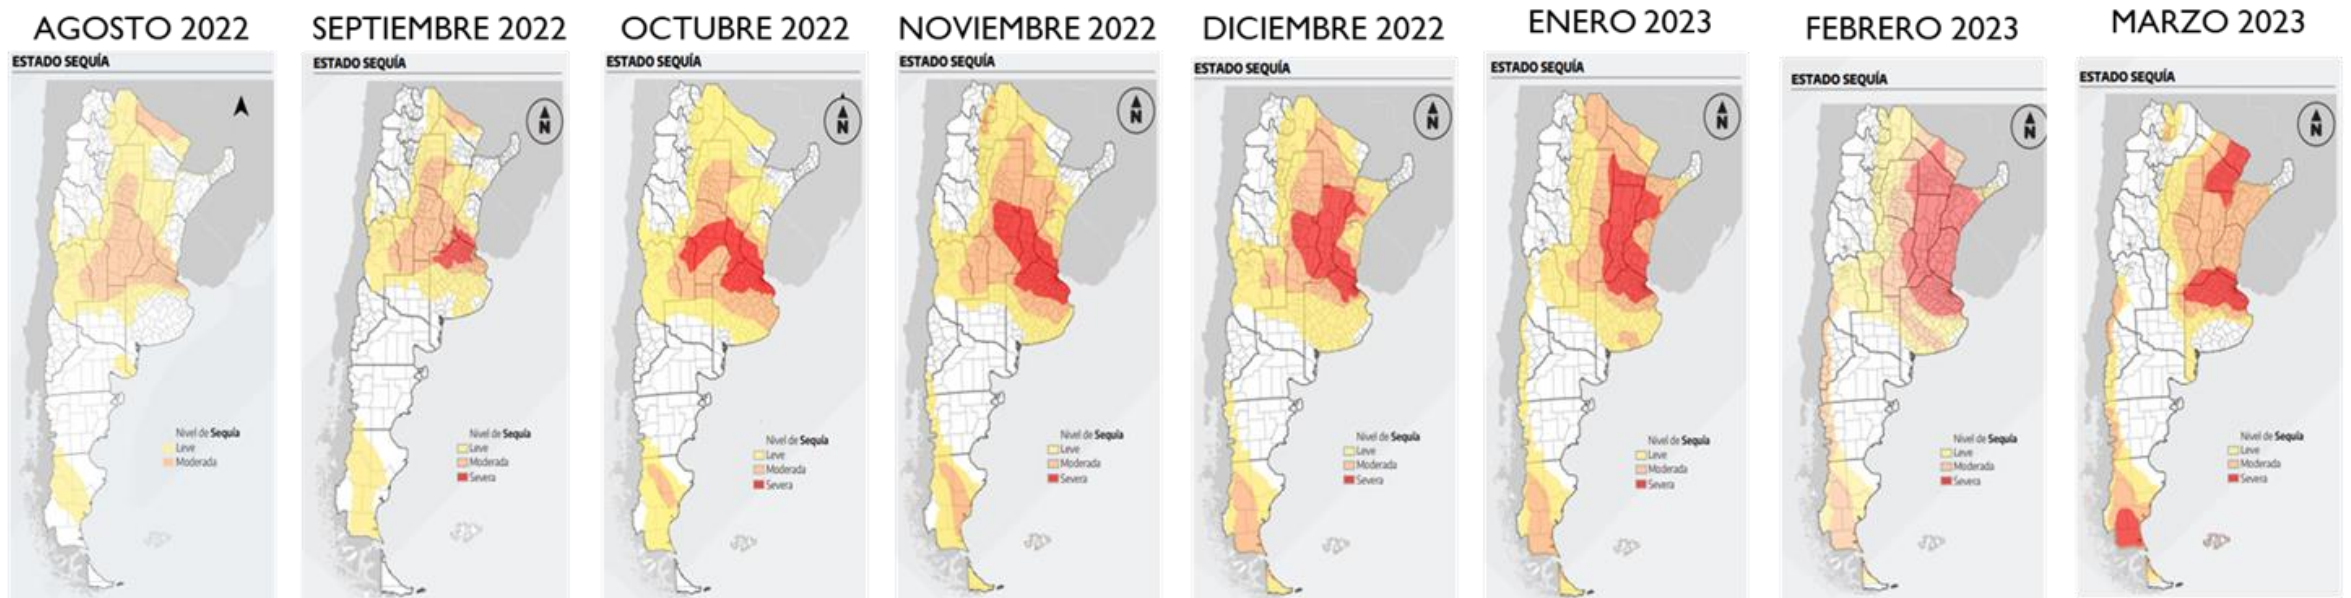 AGOSTO 2022
ESTADO SEQUÍA
Nivel de Sequía
Leve
Moderada
SEPTIEMBRE 2022
ESTADO SEQUÍA
N
Nivel de Sequía
Leve
Moderada
Severa
OCTUBRE 2022
ESTADO SEQUÍA
N
Nivel de Sequía
Leve
Moderada
Severa
NOVIEMBRE 2022
ESTADO SEQUÍA
N
Nivel de Sequía
Leve
Moderada
Severa
DICIEMBRE 2022
ESTADO SEQUÍA
N
Nivel de Sequía
Leve
Moderada
Severa
ENERO 2023
ESTADO SEQUÍA
N
Nivel de Sequía
Leve
Moderada
Severa
FEBRERO 2023
ESTADO SEQUÍA
N
Nivel de Sequía
Leve
Moderada
Severa
MARZO 2023
ESTADO SEQUÍA
N
Nivel de Sequía
Leve
Moderada
Severa